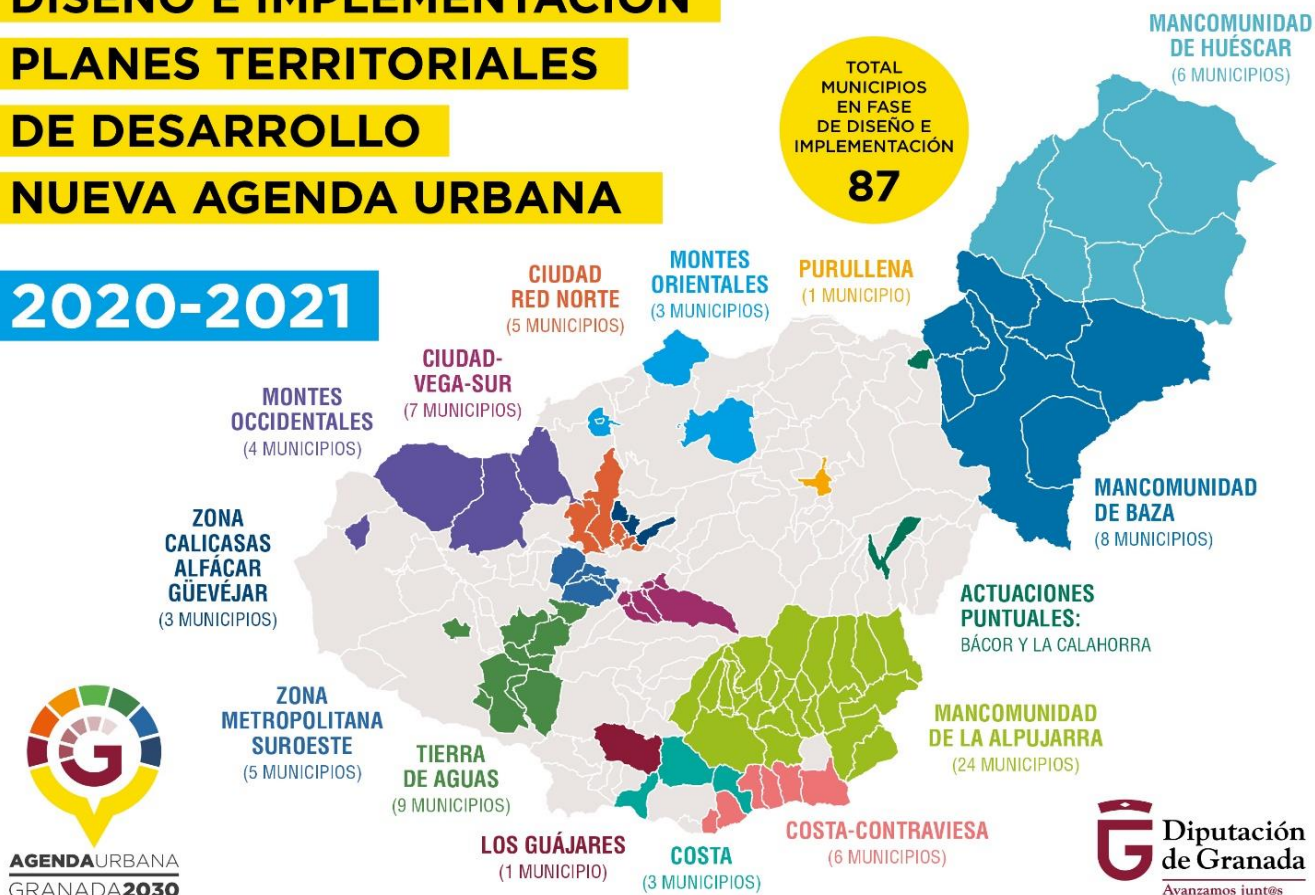 DISEÑO E IMPLEMENTACIÓN
PLANES TERRITORIALES
DE DESARROLLO
NUEVA AGENDA URBANA
2020-2021
TOTAL
MUNICIPIOS
EN FASE
DE DISEÑO E
IMPLEMENTACIÓN
87
MANCOMUNIDAD
DE HUÉSCAR
(6 MUNICIPIOS)
CIUDAD
RED NORTE
(5 MUNICIPIOS)
MONTES
ORIENTALES
(3 MUNICIPIOS)
PURULLENA
(1 MUNICIPIO)
CIUDAD-
VEGA-SUR
(7 MUNICIPIOS)
MONTES
OCCIDENTALES
(4 MUNICIPIOS)
ZONA
CALICASAS
ALFÁCAR
GÜEVÉJAR
(3 MUNICIPIOS)
MANCOMUNIDAD
DE BAZA
(8 MUNICIPIOS)
ACTUACIONES
PUNTUALES:
BÁCOR Y LA CALAHORRA
ZONA
METROPOLITANA
SUROESTE
(5 MUNICIPIOS)
TIERRA
DE AGUAS
(9 MUNICIPIOS)
MANCOMUNIDAD
DE LA ALPUJARRA
(24 MUNICIPIOS)
LOS GUÁJARES
(1 MUNICIPIO)
COSTA
(3 MUNICIPIOS)
COSTA-CONTRAVIESA
(6 MUNICIPIOS)
G
AGENDAURBANA
GRANADA2030
Diputación
de Granada
Avanzamos junt@s